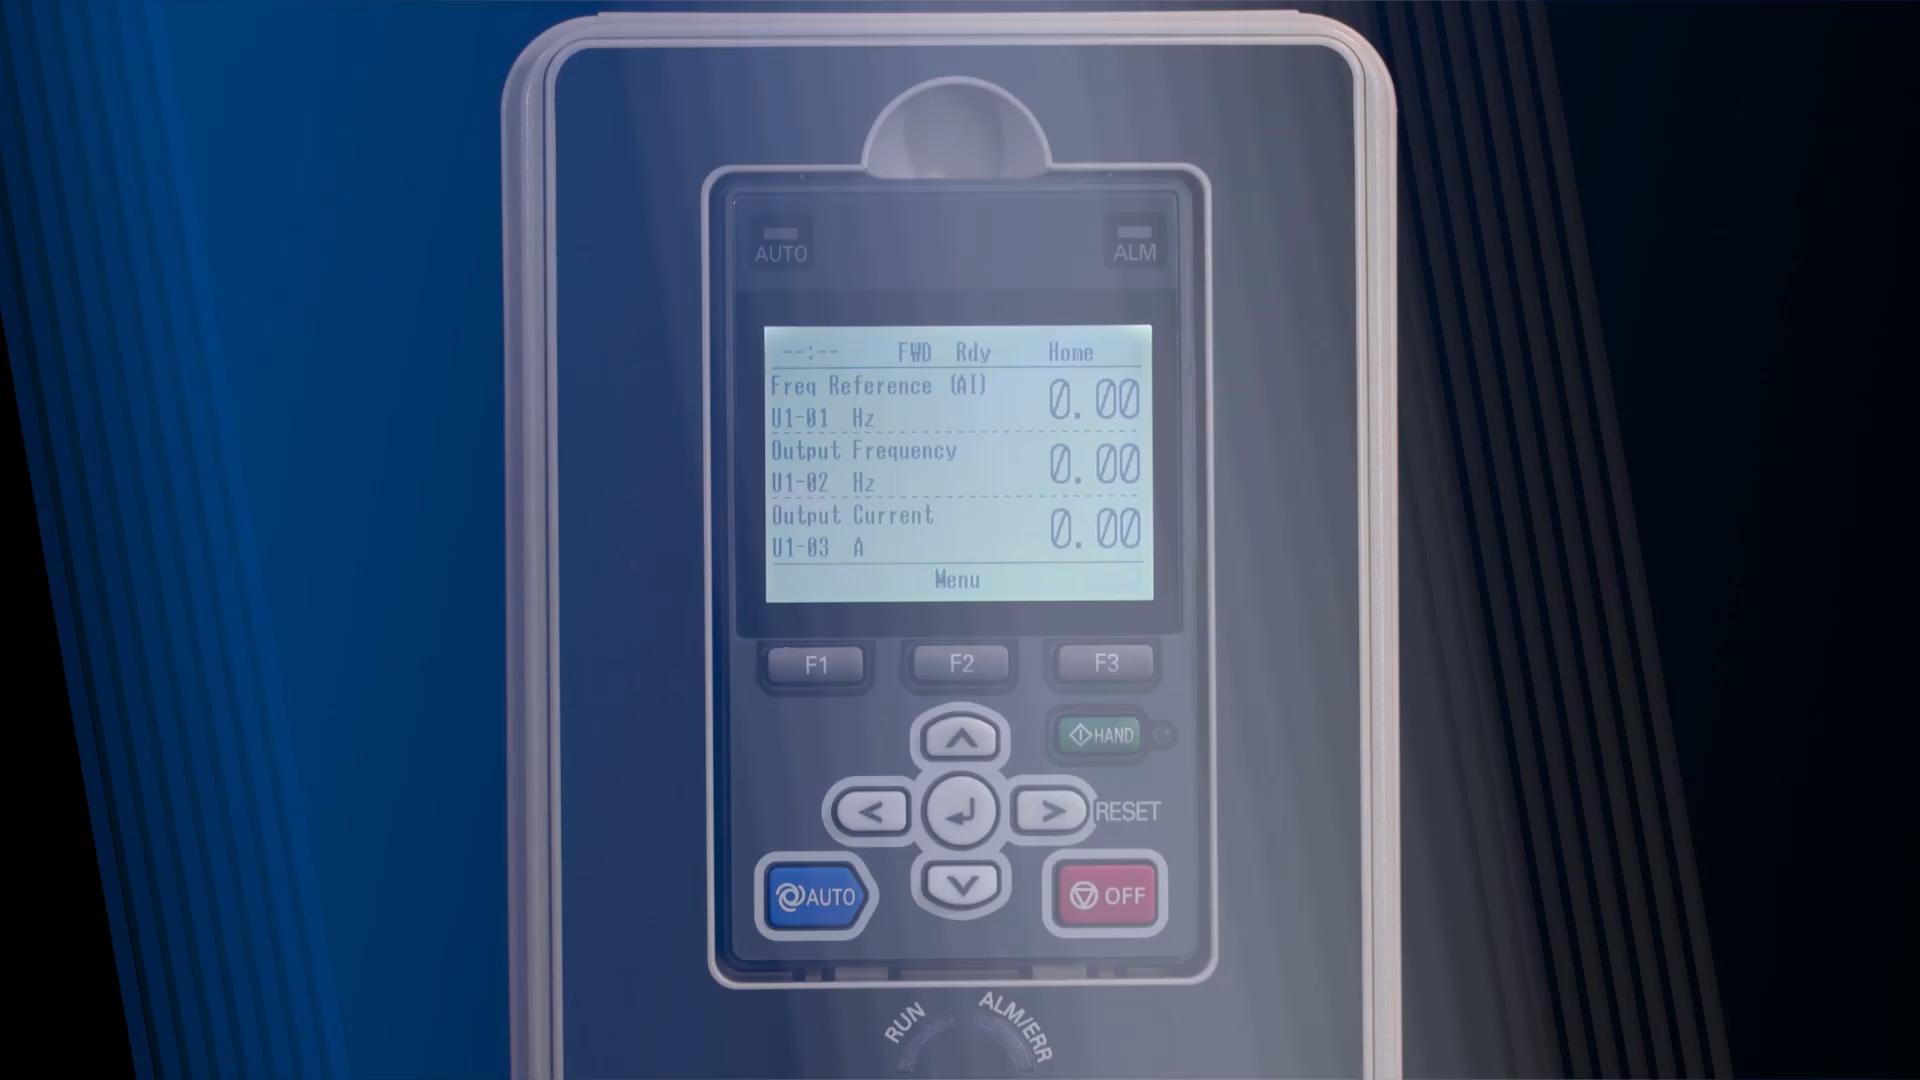 AUTO ALM
--:-- FWD Rdy Home
Freq Reference (AI) 0.00
U1-01 Hz
Output Frequency 0.00
U1-02 Hz
Output Current 0.00
U1-03 A
Menu
F1 F2 F3
HAND
RESET
AUTO OFF
RUN ALM/ERR